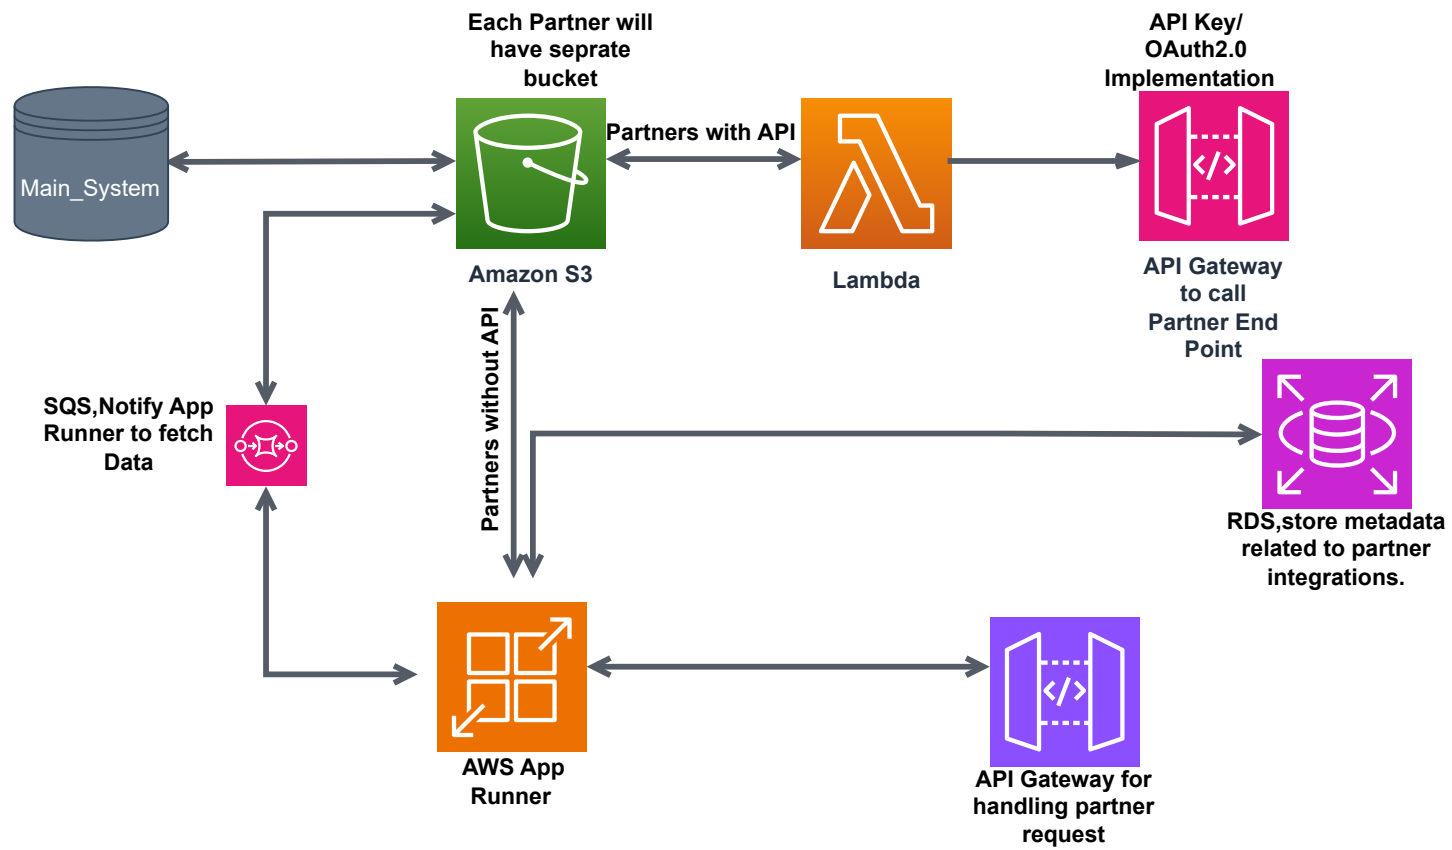 Each Partner will
have seprate
bucket
API Key/
OAuth2.0
Implementation
Main_System
Partners with API
Amazon S3
Lambda
API Gateway
to call
Partner End
Point
Partners without API
SQS,Notify App
Runner to fetch
Data
RDS,store metadata
related to partner
integrations.
AWS App
Runner
API Gateway for
handling partner
request